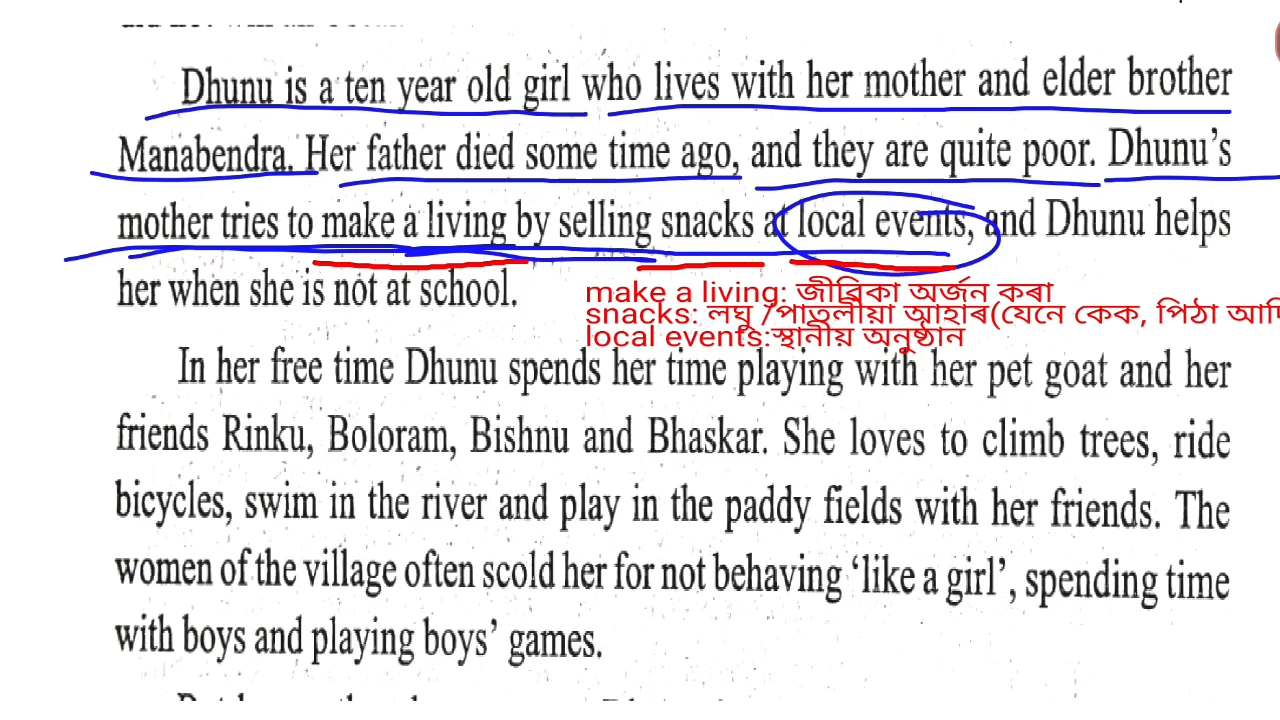 Dhunu is a ten year old girl who lives with her mother and elder brother
Manabendra. Her father died some time ago, and they are quite poor. Dhunu's
mother tries to make a living by selling snacks at local events, and Dhunu helps
her when she is not at school.
make a living: জীৱিকা অৰ্জন কৰা
snacks: লঘু /পাতলীয়া আহাৰ(যেনে কেক, পিঠা আদি
local events:স্থানীয় অনুষ্ঠান
In her free time Dhunu spends her time playing with her pet goat and her
friends Rinku, Boloram, Bishnu and Bhaskar. She loves to climb trees, ride
bicycles, swim in the river and play in the paddy fields with her friends. The
women of the village often scold her for not behaving 'like a girl', spending time
with boys and playing boys' games.